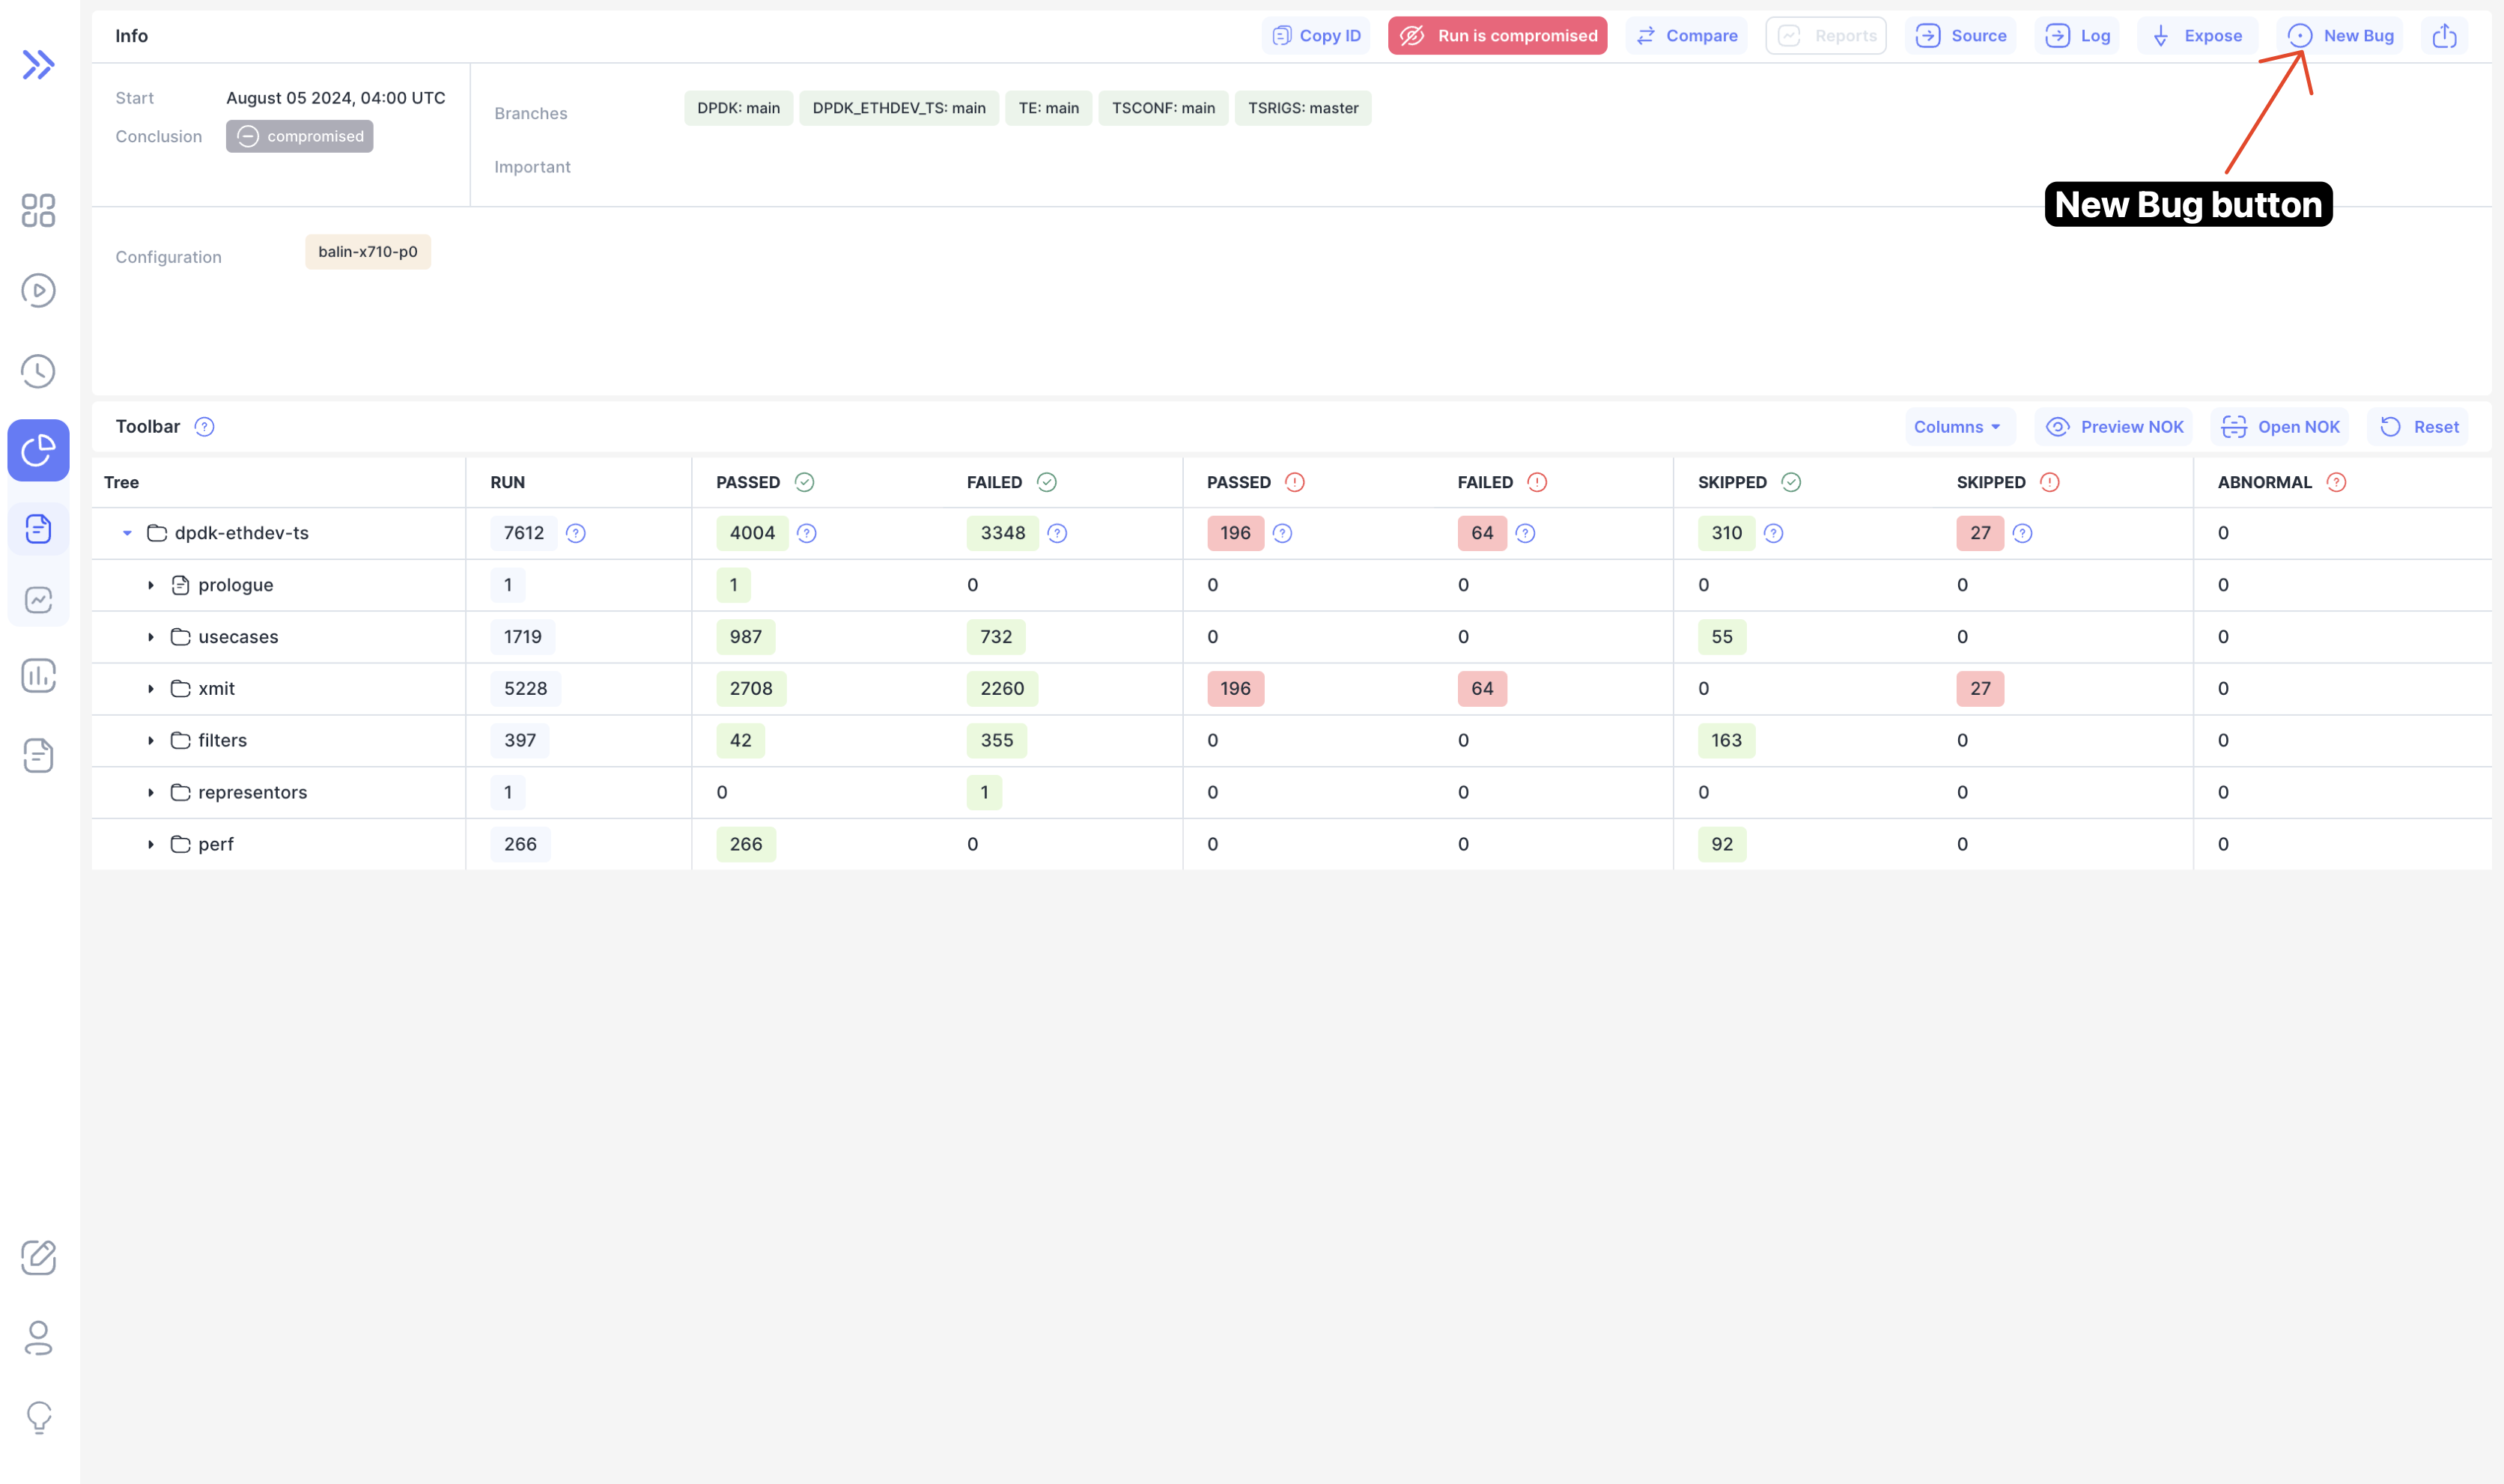 Info
Copy ID
Run is compromised
Compare
Reports
Source
Log
Expose
New Bug
Start August 05 2024, 04:00 UTC
Conclusion compromised
Branches DPDK: main DPDK_ETHDEV_TS: main TE: main TSCONF: main TSRIGS: master
Important
New Bug button
Configuration balin-x710-p0
Toolbar ? Columns Preview NOK Open NOK Reset
Tree RUN PASSED FAILED PASSED ! FAILED ! SKIPPED SKIPPED ! ABNORMAL ?
dpdk-ethdev-ts 7612 ? 4004 ? 3348 ? 196 ? 64 ? 310 ? 27 ? 0
prologue 1 1 0 0 0 0 0 0
usecases 1719 987 732 0 0 55 0 0
xmit 5228 2708 2260 196 64 0 27 0
filters 397 42 355 0 0 163 0 0
representors 1 0 1 0 0 0 0 0
perf 266 266 0 0 0 92 0 0